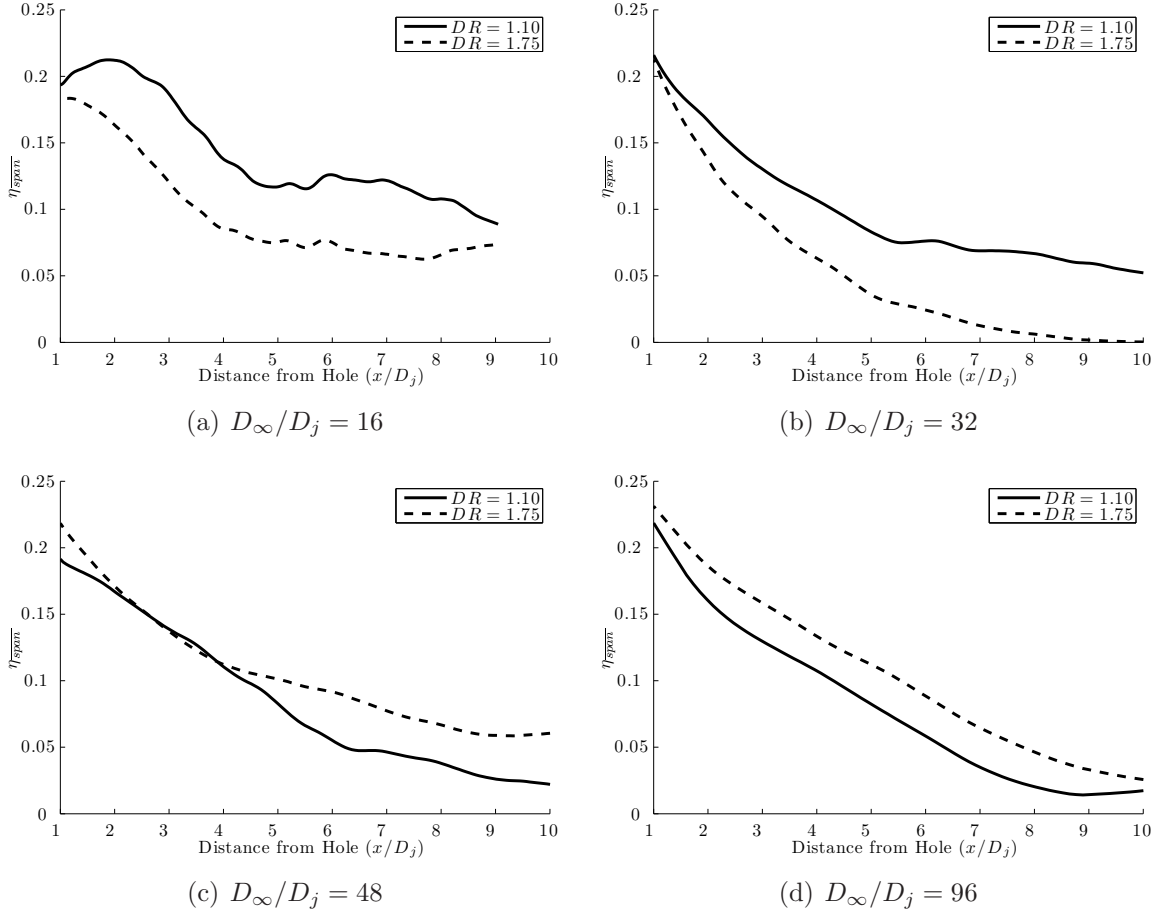 0.25
0.2
0.15
0.1
0.05
0
η_span
DR = 1.10
DR = 1.75
1 2 3 4 5 6 7 8 9 10
Distance from Hole (x/D_j)
(a) D_∞/D_j = 16
0.25
0.2
0.15
0.1
0.05
0
η_span
DR = 1.10
DR = 1.75
1 2 3 4 5 6 7 8 9 10
Distance from Hole (x/D_j)
(b) D_∞/D_j = 32
0.25
0.2
0.15
0.1
0.05
0
η_span
DR = 1.10
DR = 1.75
1 2 3 4 5 6 7 8 9 10
Distance from Hole (x/D_j)
(c) D_∞/D_j = 48
0.25
0.2
0.15
0.1
0.05
0
η_span
DR = 1.10
DR = 1.75
1 2 3 4 5 6 7 8 9 10
Distance from Hole (x/D_j)
(d) D_∞/D_j = 96